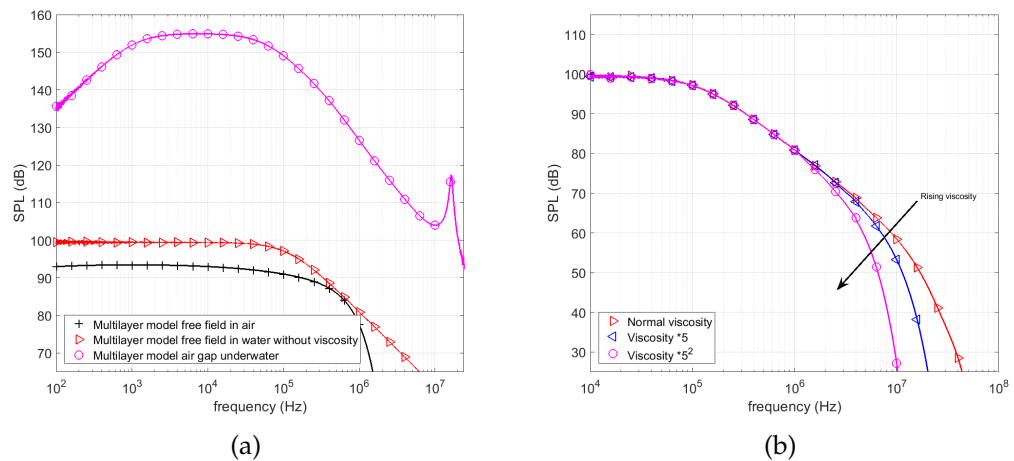 160
150
140
130
120
110
100
90
80
70
SPL (dB)
10^2 10^3 10^4 10^5 10^6 10^7
frequency (Hz)
Multilayer model free field in air
Multilayer model free field in water without viscosity
Multilayer model air gap underwater
(a)
110
100
90
80
70
60
50
40
30
SPL (dB)
10^4 10^5 10^6 10^7 10^8
frequency (Hz)
Rising viscosity
Normal viscosity
Viscosity *5
Viscosity *5^2
(b)